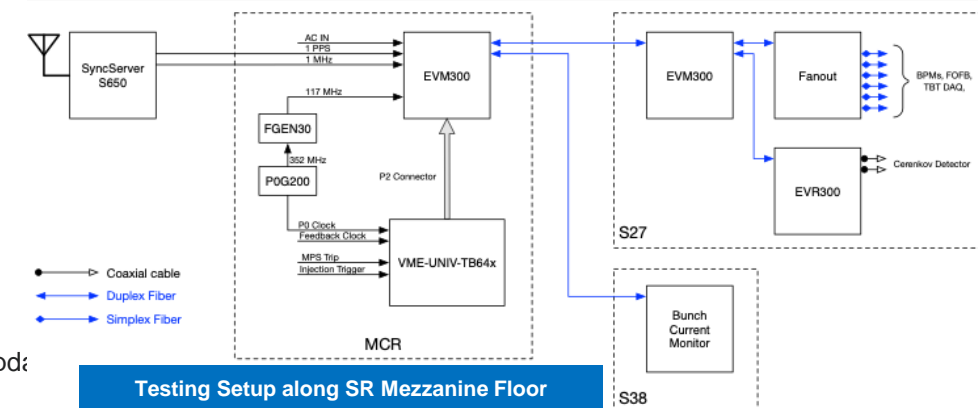 SyncServer
S650
AC IN
1 PPS
1 MHz
117 MHz
EVM300
FGEN30
352 MHz
P0G200
P2 Connector
P0 Clock
Feedback Clock
MPS Trip
Injection Trigger
VME-UNIV-TB64x
MCR
EVM300
Fanout
BPMs, FOFB,
TBT DAQ,
EVR300
Cerenkov Detector
S27
Bunch
Current
Monitor
S38
Coaxial cable
Duplex Fiber
Simplex Fiber
Testing Setup along SR Mezzanine Floor